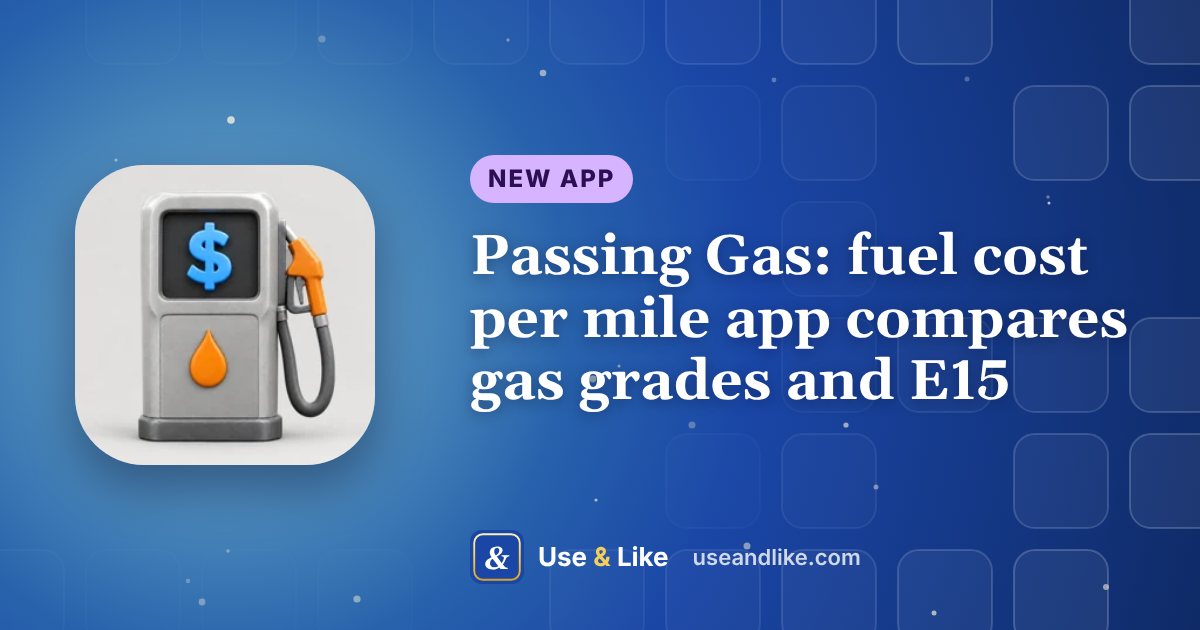 $
NEW APP
Passing Gas: fuel cost
per mile app compares
gas grades and E15
& Use & Like useandlike.com